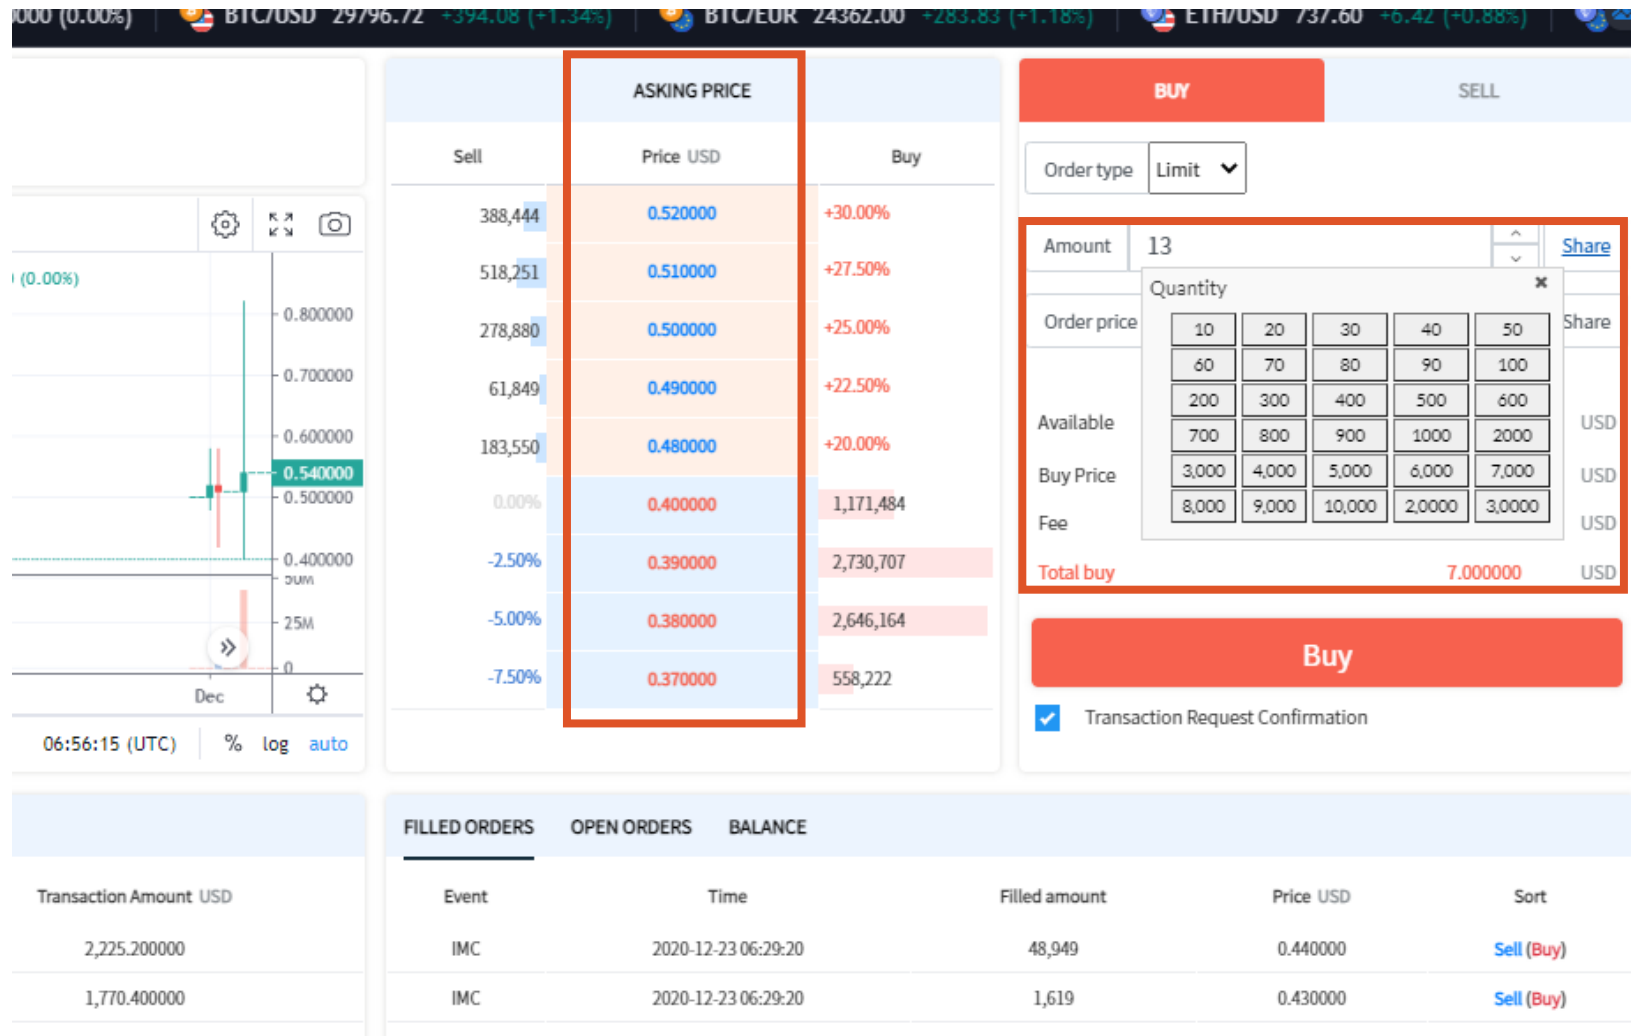 0000 (0.00%) BTC/USD 29796.72 +394.08 (+1.34%) BTC/EUR 24362.00 +283.83 (+1.18%) ETH/USD 737.60 +6.42 (+0.88%)
ASKING PRICE
Sell Price USD Buy
388,444 0.520000 +30.00%
518,251 0.510000 +27.50%
278,880 0.500000 +25.00%
61,849 0.490000 +22.50%
183,550 0.480000 +20.00%
0.00% 0.400000 1,171,484
-2.50% 0.390000 2,730,707
-5.00% 0.380000 2,646,164
-7.50% 0.370000 558,222
(0.00%)
0.800000
0.700000
0.600000
0.540000
0.500000
0.400000
50M
25M
0
Dec
06:56:15 (UTC) % log auto
BUY SELL
Order type Limit
Amount 13 Share
Quantity
Order price Share
10 20 30 40 50
60 70 80 90 100
200 300 400 500 600
700 800 900 1000 2000
3,000 4,000 5,000 6,000 7,000
8,000 9,000 10,000 2,0000 3,0000
Available USD
Buy Price USD
Fee USD
Total buy 7.000000 USD
Buy
Transaction Request Confirmation
FILLED ORDERS OPEN ORDERS BALANCE
Transaction Amount USD
2,225.200000
1,770.400000
Event Time Filled amount Price USD Sort
IMC 2020-12-23 06:29:20 48,949 0.440000 Sell (Buy)
IMC 2020-12-23 06:29:20 1,619 0.430000 Sell (Buy)